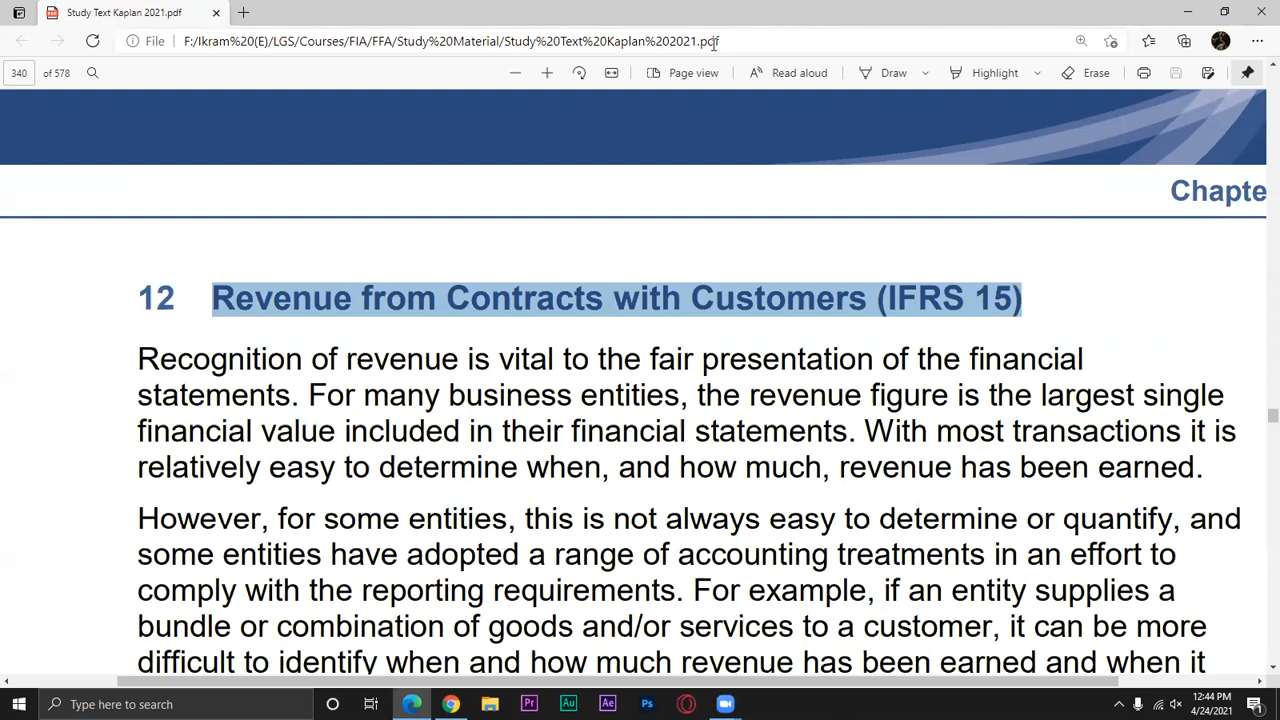 Study Text Kaplan 2021.pdf
File F:/Ikram%20(E)/LGS/Courses/FIA/FFA/Study%20Material/Study%20Text%20Kaplan%202021.pdf
340 of 578 Page view Read aloud Draw Highlight Erase
Chapte
12 Revenue from Contracts with Customers (IFRS 15)
Recognition of revenue is vital to the fair presentation of the financial
statements. For many business entities, the revenue figure is the largest single
financial value included in their financial statements. With most transactions it is
relatively easy to determine when, and how much, revenue has been earned.
However, for some entities, this is not always easy to determine or quantify, and
some entities have adopted a range of accounting treatments in an effort to
comply with the reporting requirements. For example, if an entity supplies a
bundle or combination of goods and/or services to a customer, it can be more
difficult to identify when and how much revenue has been earned and when it
Type here to search
Pr Au Ae Ps
12:44 PM
4/24/2021